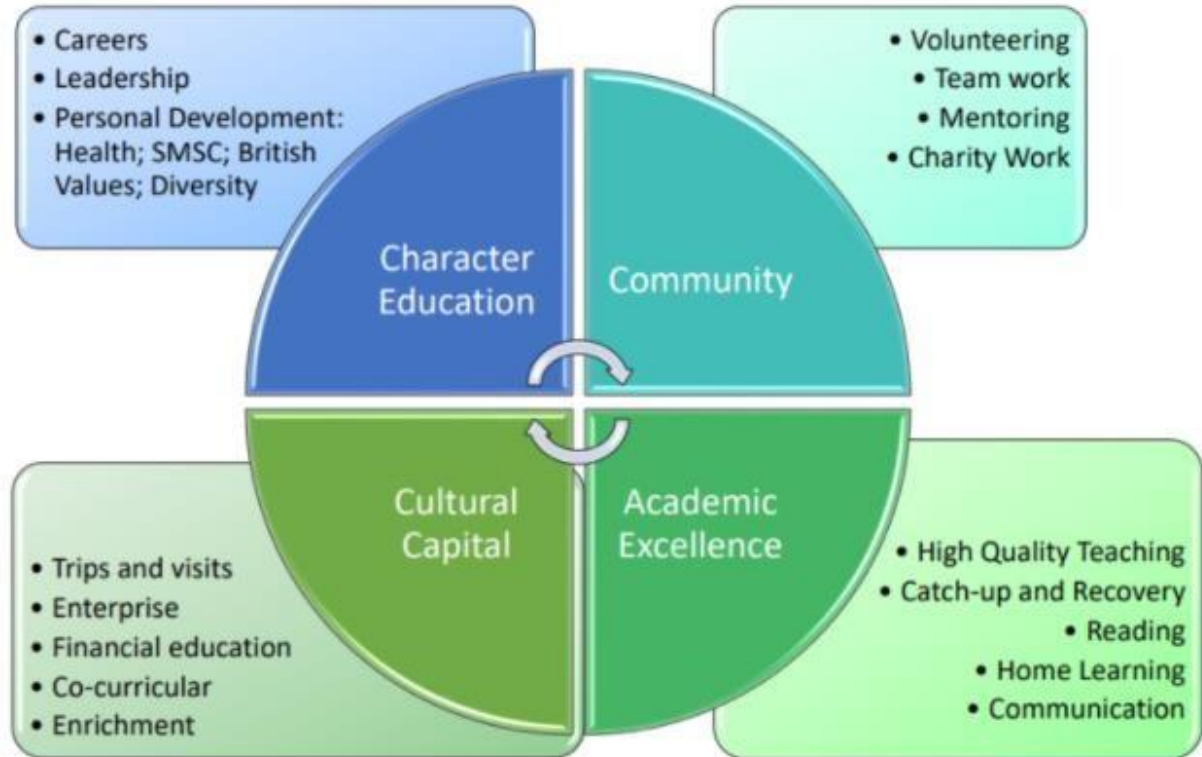 • Careers
• Leadership
• Personal Development:
Health; SMSC; British
Values; Diversity
Character
Education
• Volunteering
• Team work
• Mentoring
• Charity Work
Community
Cultural
Capital
• Trips and visits
• Enterprise
• Financial education
• Co-curricular
• Enrichment
Academic
Excellence
• High Quality Teaching
• Catch-up and Recovery
• Reading
• Home Learning
• Communication